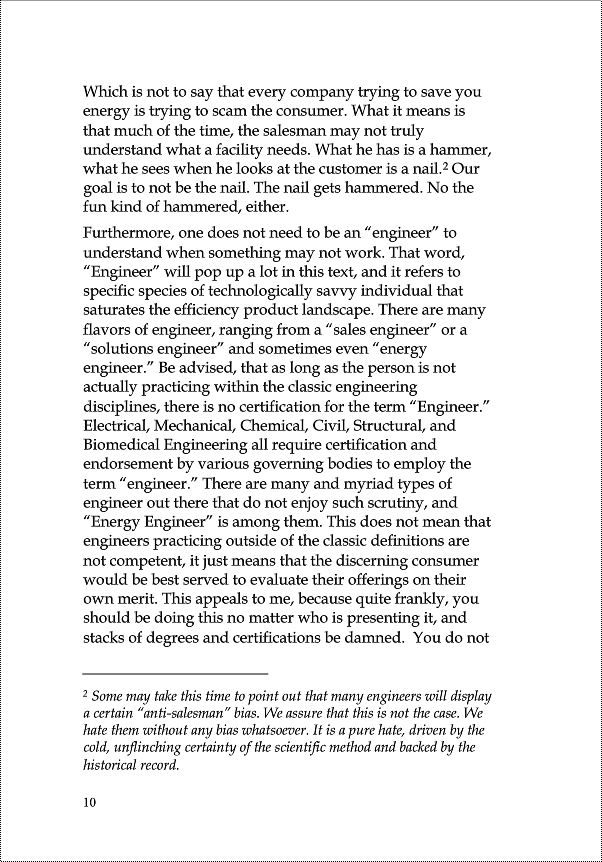 Which is not to say that every company trying to save you
energy is trying to scam the consumer. What it means is
that much of the time, the salesman may not truly
understand what a facility needs. What he has is a hammer,
what he sees when he looks at the customer is a nail.² Our
goal is to not be the nail. The nail gets hammered. No the
fun kind of hammered, either.
Furthermore, one does not need to be an “engineer” to
understand when something may not work. That word,
“Engineer” will pop up a lot in this text, and it refers to
specific species of technologically savvy individual that
saturates the efficiency product landscape. There are many
flavors of engineer, ranging from a “sales engineer” or a
“solutions engineer” and sometimes even “energy
engineer.” Be advised, that as long as the person is not
actually practicing within the classic engineering
disciplines, there is no certification for the term “Engineer.”
Electrical, Mechanical, Chemical, Civil, Structural, and
Biomedical Engineering all require certification and
endorsement by various governing bodies to employ the
term “engineer.” There are many and myriad types of
engineer out there that do not enjoy such scrutiny, and
“Energy Engineer” is among them. This does not mean that
engineers practicing outside of the classic definitions are
not competent, it just means that the discerning consumer
would be best served to evaluate their offerings on their
own merit. This appeals to me, because quite frankly, you
should be doing this no matter who is presenting it, and
stacks of degrees and certifications be damned.  You do not
² Some may take this time to point out that many engineers will display
a certain “anti-salesman” bias. We assure that this is not the case. We
hate them without any bias whatsoever. It is a pure hate, driven by the
cold, unflinching certainty of the scientific method and backed by the
historical record.
10